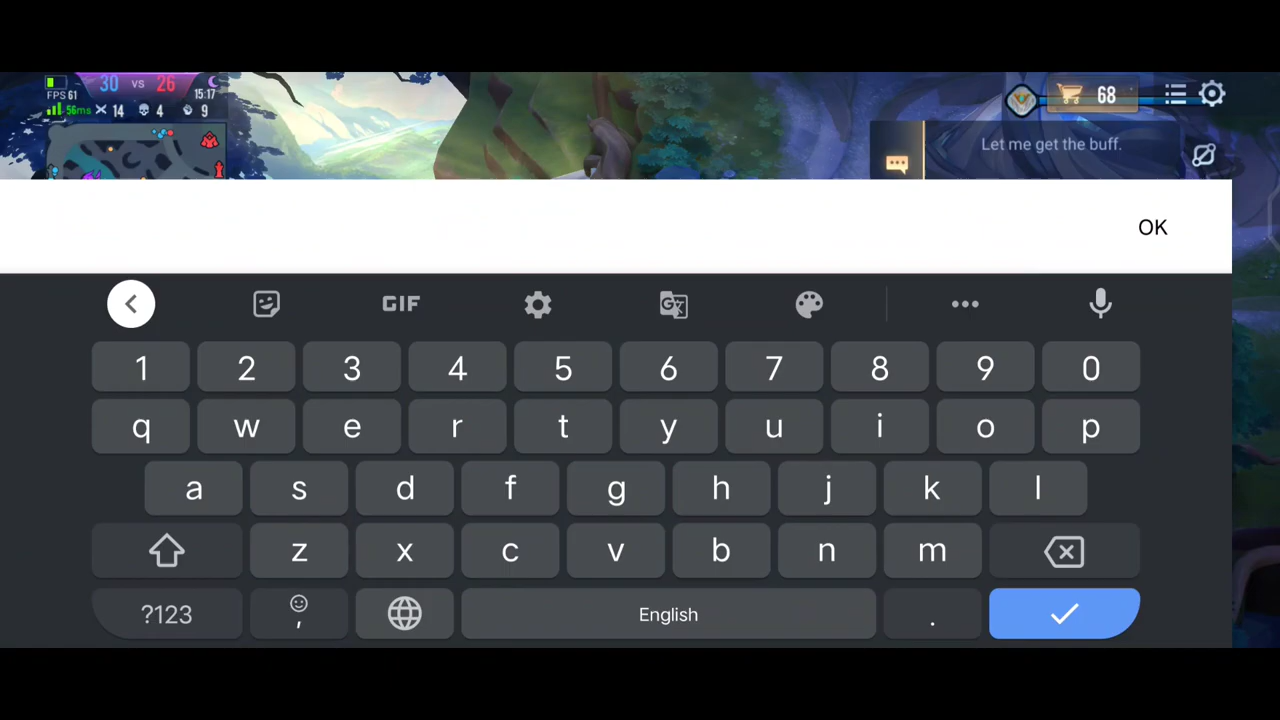 30 vs 26
FPS 61
15:17
56ms 14 4 9
68
Let me get the buff.
OK
GIF
1 2 3 4 5 6 7 8 9 0
q w e r t y u i o p
a s d f g h j k l
z x c v b n m
?123 , English .